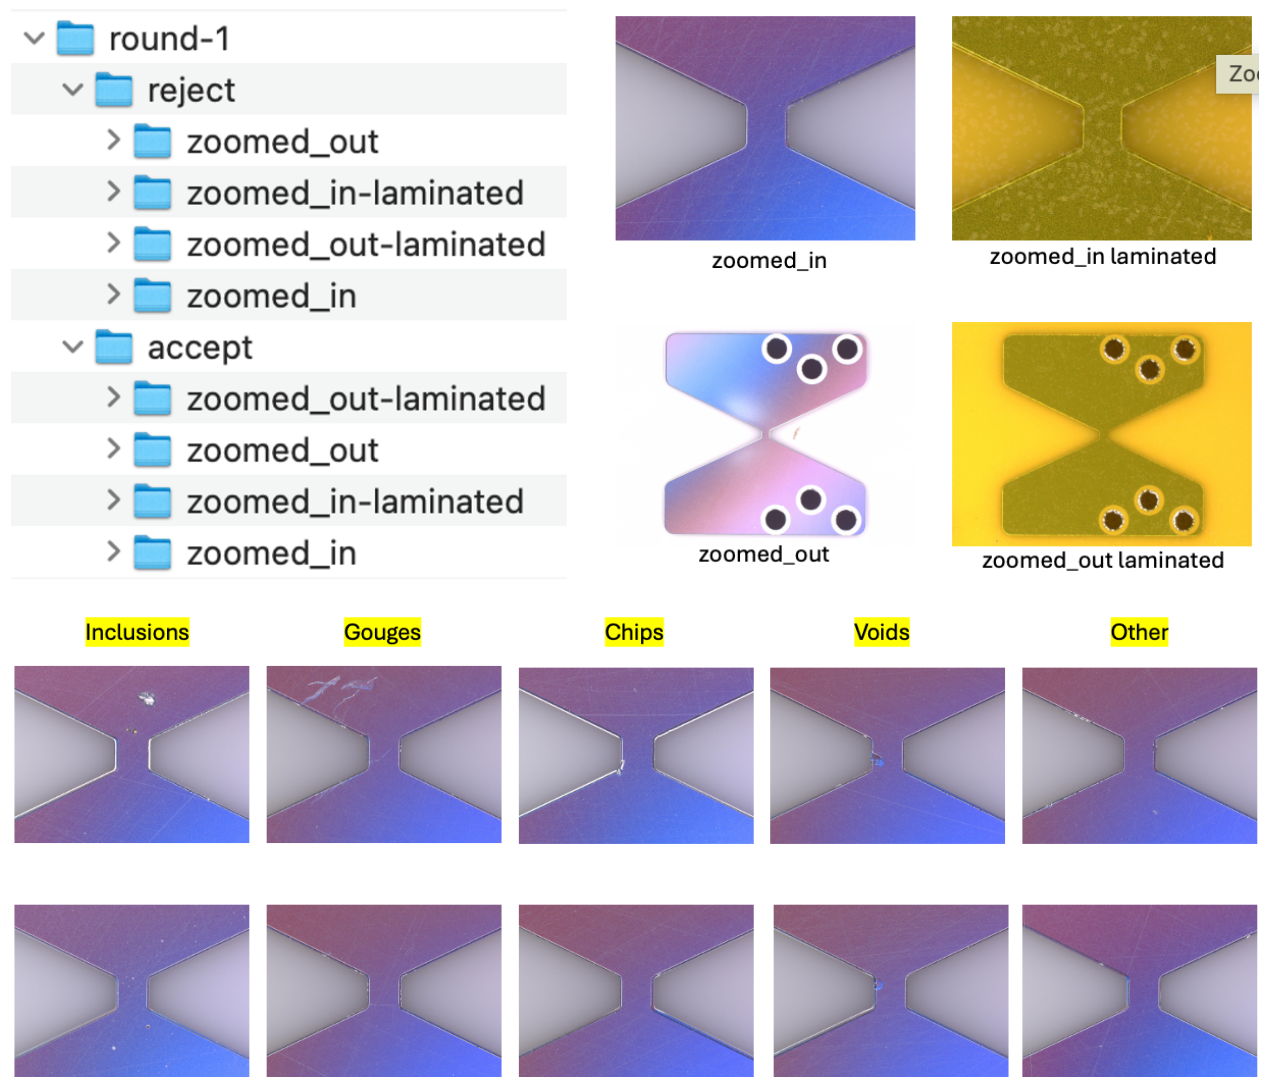 round-1
reject
zoomed_out
zoomed_in-laminated
zoomed_out-laminated
zoomed_in
accept
zoomed_out-laminated
zoomed_out
zoomed_in-laminated
zoomed_in
Zoo
zoomed_in
zoomed_in laminated
zoomed_out
zoomed_out laminated
Inclusions
Gouges
Chips
Voids
Other